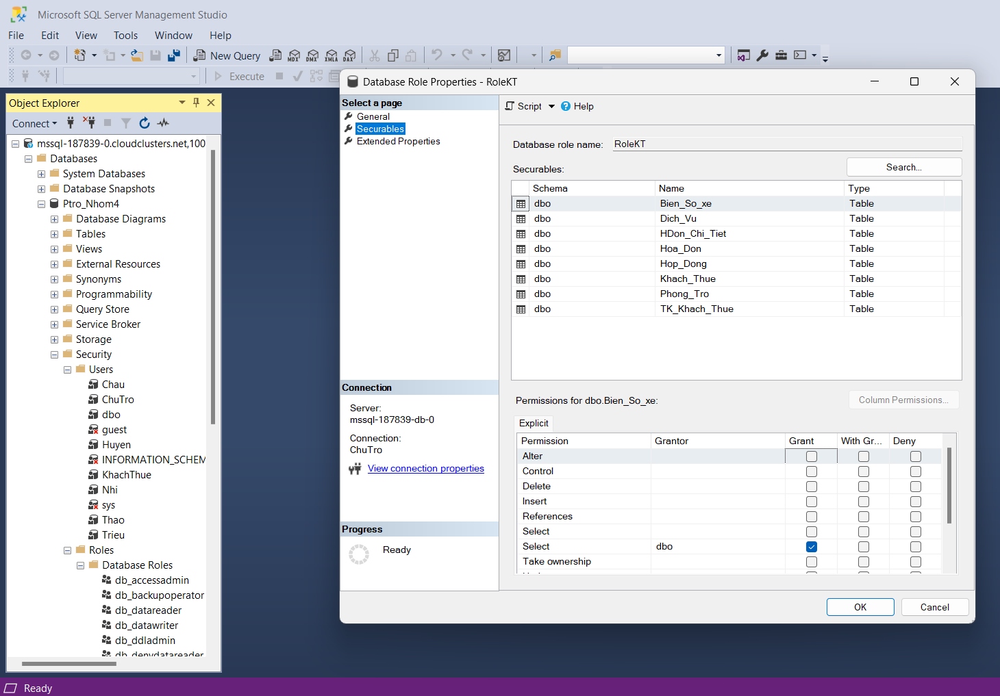 Microsoft SQL Server Management Studio
File Edit View Tools Window Help
New Query MDX DMX XMLA DAX
Execute
Object Explorer
Connect
mssql-187839-0.cloudclusters.net,100
Databases
System Databases
Database Snapshots
Ptro_Nhom4
Database Diagrams
Tables
Views
External Resources
Synonyms
Programmability
Query Store
Service Broker
Storage
Security
Users
Chau
ChuTro
dbo
guest
Huyen
INFORMATION_SCHEM
KhachThue
Nhi
sys
Thao
Trieu
Roles
Database Roles
db_accessadmin
db_backupoperator
db_datareader
db_datawriter
db_ddladmin
db_denydatareader
Database Role Properties - RoleKT
Select a page
General
Securables
Extended Properties
Connection
Server:
mssql-187839-db-0
Connection:
ChuTro
View connection properties
Progress
Ready
Script Help
Database role name: RoleKT
Securables: Search...
Schema Name Type
dbo Bien_So_xe Table
dbo Dich_Vu Table
dbo HDon_Chi_Tiet Table
dbo Hoa_Don Table
dbo Hop_Dong Table
dbo Khach_Thue Table
dbo Phong_Tro Table
dbo TK_Khach_Thue Table
Permissions for dbo.Bien_So_xe: Column Permissions...
Explicit
Permission Grantor Grant With Gr... Deny
Alter
Control
Delete
Insert
References
Select
Select dbo
Take ownership
OK Cancel
Ready